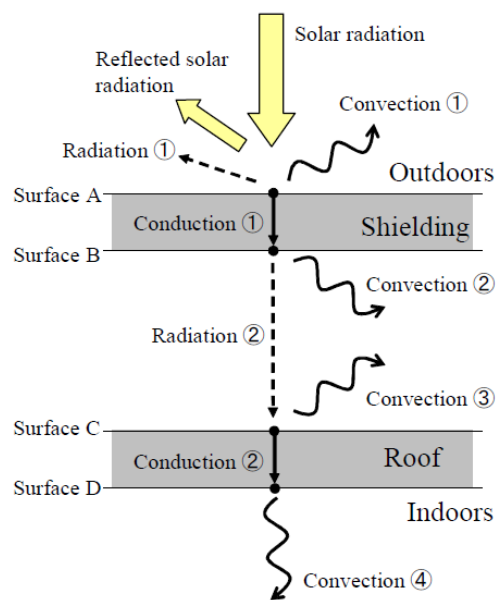 Solar radiation
Reflected solar
radiation
Convection ①
Radiation ①
Outdoors
Surface A
Conduction ①
Shielding
Surface B
Convection ②
Radiation ②
Convection ③
Surface C
Conduction ②
Roof
Surface D
Indoors
Convection ④